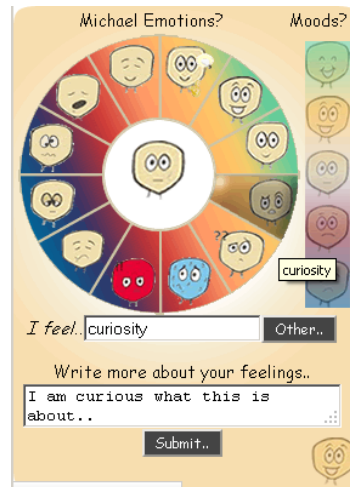 Michael Emotions? Moods?
??
curiosity
I feel.. curiosity Other..
Write more about your feelings..
I am curious what this is
about..
Submit..